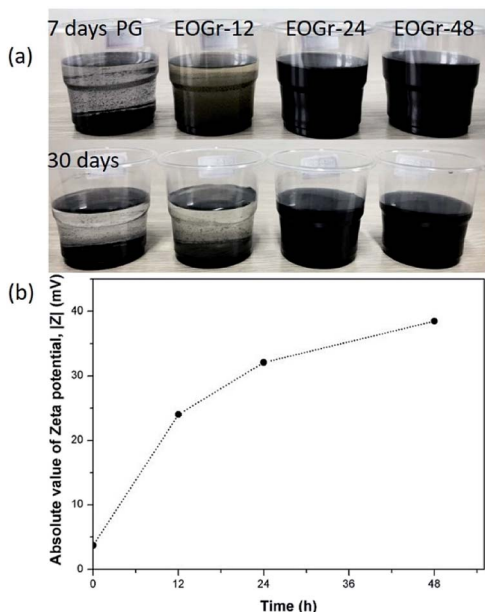 (a)
7 days PG EOGr-12 EOGr-24 EOGr-48
30 days
(b)
Absolute value of Zeta potential, |Z| (mV)
40
30
20
10
0
0 12 24 36 48
Time (h)